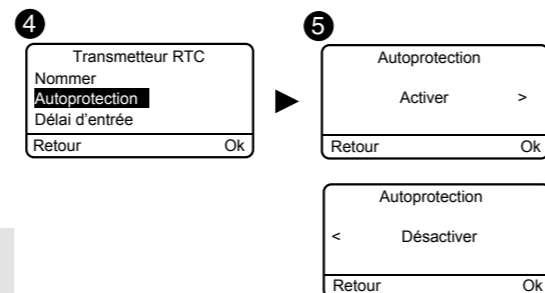 4
Transmetteur RTC
Nommer
Autoprotection
Délai d'entrée
Retour Ok
5
Autoprotection
Activer >
Retour Ok
Autoprotection
< Désactiver
Retour Ok